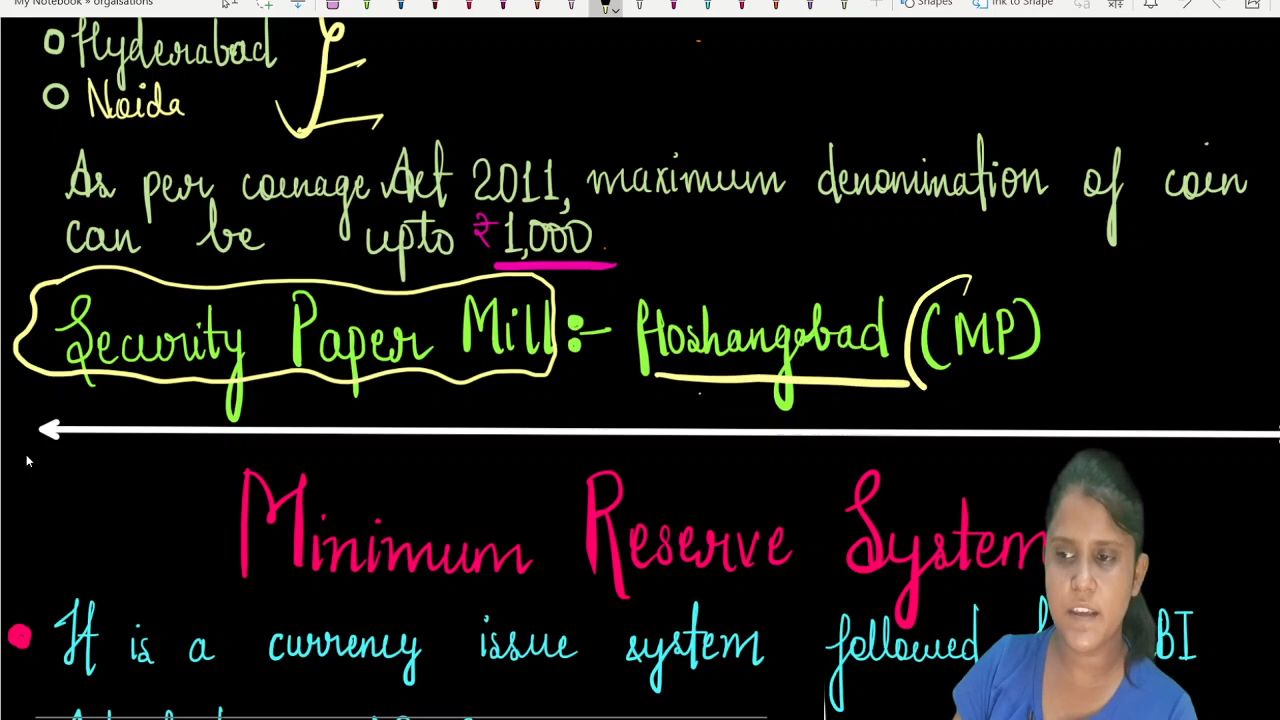 My Notebook » orgaisations
Shapes Ink to Shape
Hyderabad
Noida
As per coinage Act 2011, maximum denomination of coin
can be upto ₹1,000
Security Paper Mill :- Hoshangabad (MP)
Minimum Reserve System
It is a currency issue system followed BI